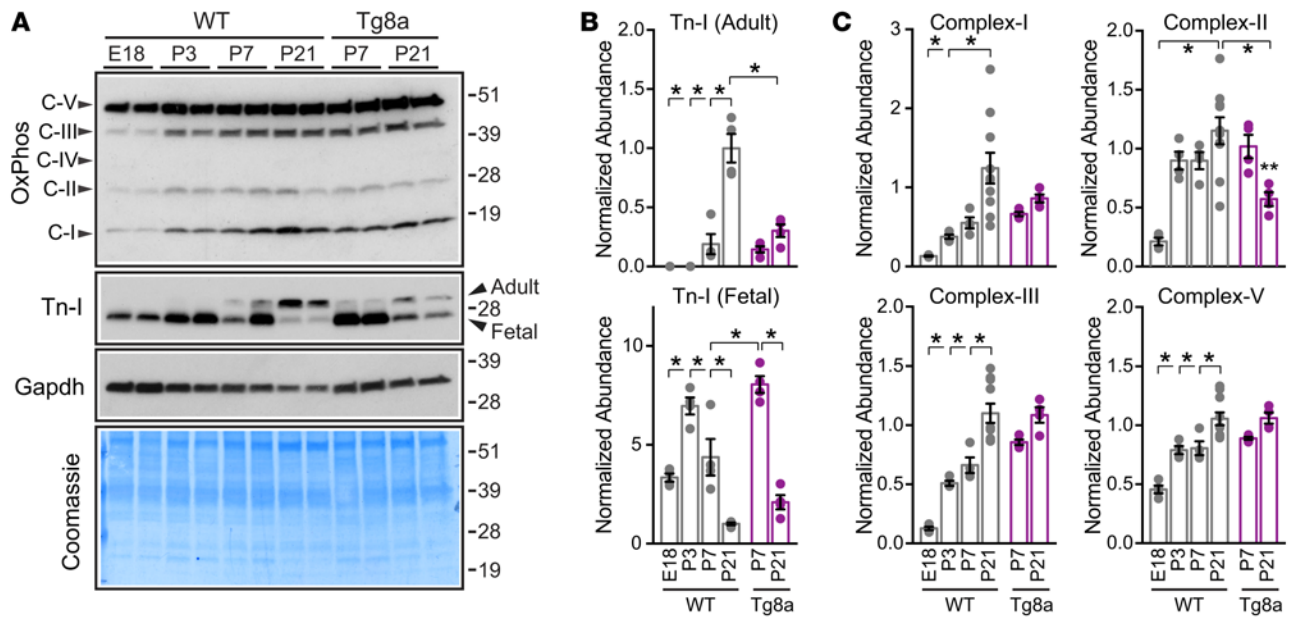 A
WT
Tg8a
E18 P3 P7 P21 P7 P21
OxPhos
C-V
C-III
C-IV
C-II
C-I
-51
-39
-28
-19
Tn-I
Adult
-28
Fetal
Gapdh
-39
-28
Coomassie
-51
-39
-28
-19
B
Tn-I (Adult)
Normalized Abundance
2.0
1.5
1.0
0.5
0.0
* * * *
Tn-I (Fetal)
Normalized Abundance
10
5
0
* * * * *
E18 P3 P7 P21 P7 P21
WT Tg8a
C
Complex-I
Normalized Abundance
3
2
1
0
* *
Complex-II
Normalized Abundance
2.0
1.5
1.0
0.5
0.0
* *
**
Complex-III
Normalized Abundance
2.0
1.5
1.0
0.5
0.0
* * *
E18 P3 P7 P21 P7 P21
WT Tg8a
Complex-V
Normalized Abundance
2.0
1.5
1.0
0.5
0.0
* * *
E18 P3 P7 P21 P7 P21
WT Tg8a